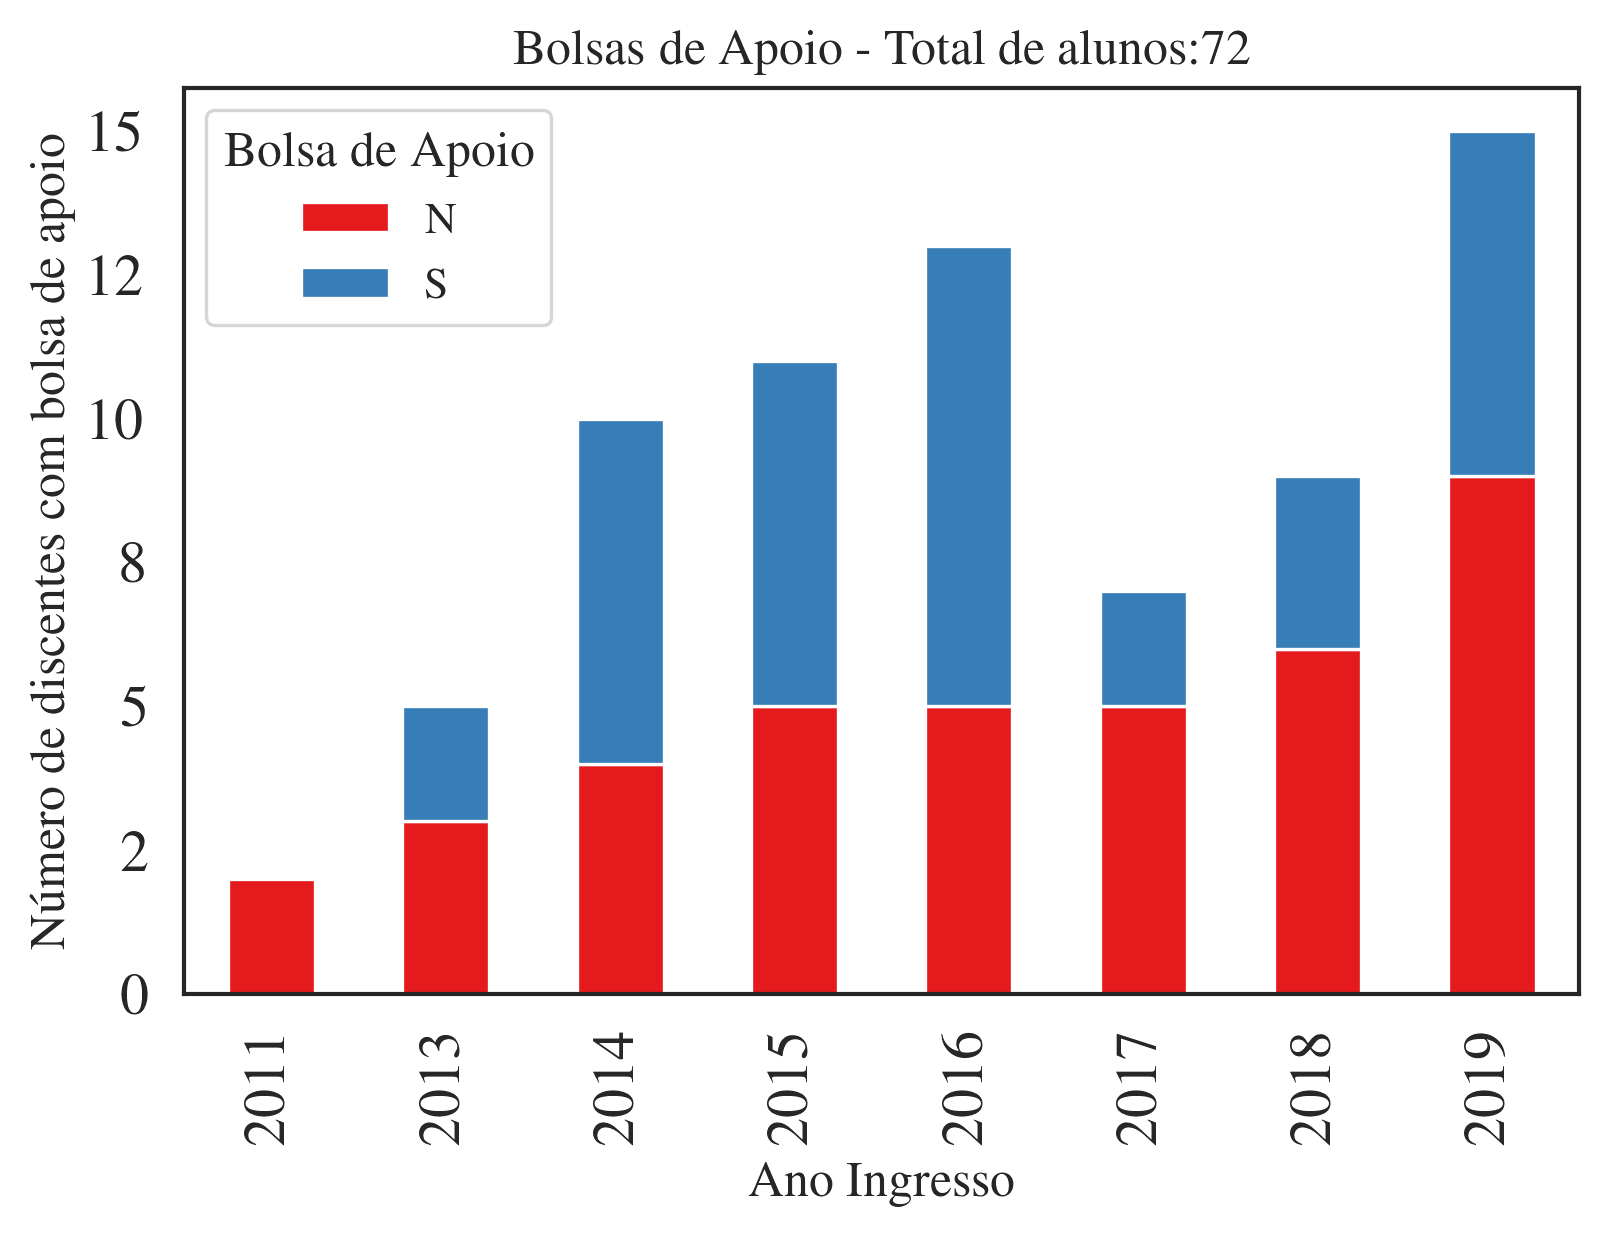 Bolsas de Apoio - Total de alunos:72
Bolsa de Apoio
N
S
Número de discentes com bolsa de apoio
15
12
10
8
5
2
0
2011
2013
2014
2015
2016
2017
2018
2019
Ano Ingresso